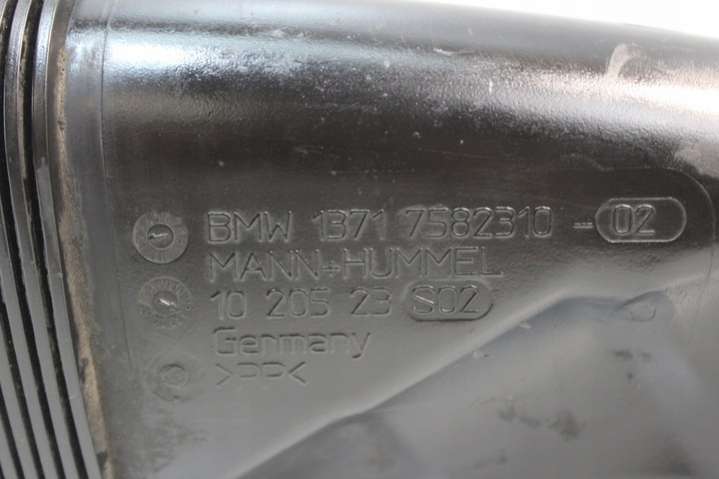 BMW 1371 7582310 - 02
MANN+HUMMEL
10 205 23 S02
Germany
>PP<